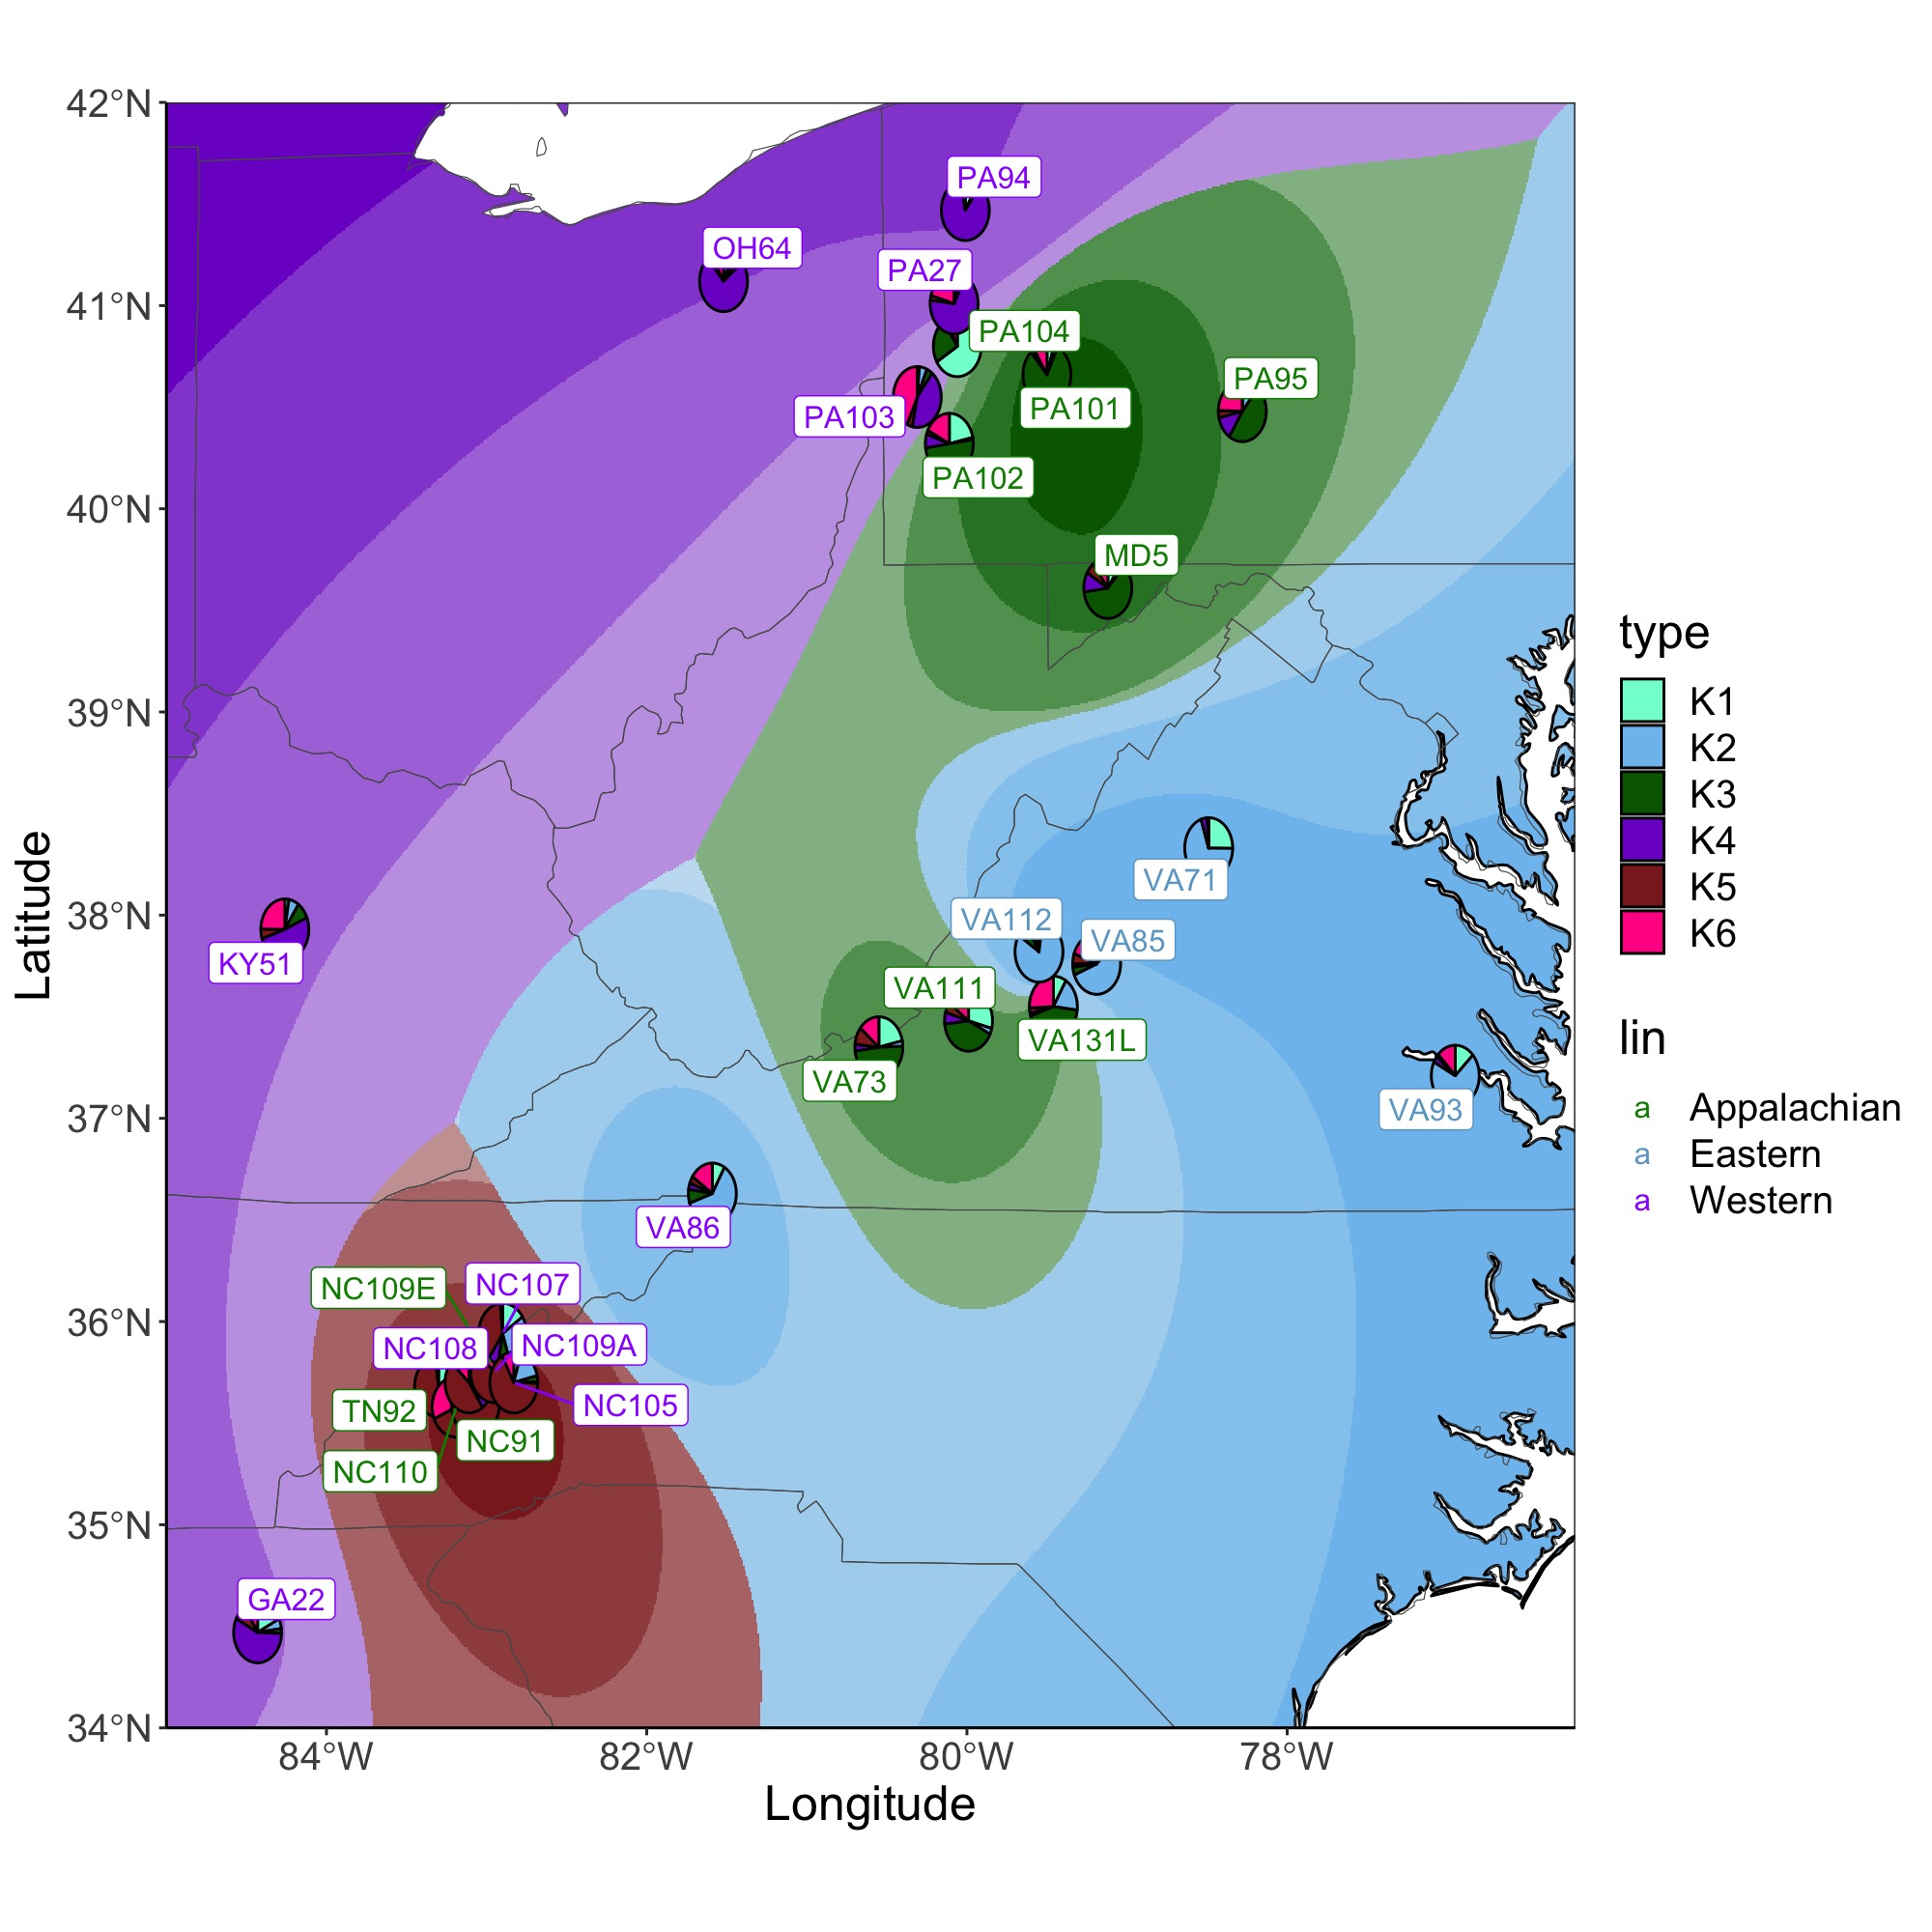 42°N
41°N
40°N
39°N
38°N
37°N
36°N
35°N
34°N
Latitude
PA94
OH64
PA27
PA104
PA95
PA101
PA103
PA102
MD5
VA71
VA112
VA85
KY51
VA111
VA131L
VA73
VA93
VA86
NC109E
NC107
NC108
NC109A
NC105
TN92
NC91
NC110
GA22
84°W
82°W
80°W
78°W
Longitude
type
K1
K2
K3
K4
K5
K6
lin
a Appalachian
a Eastern
a Western